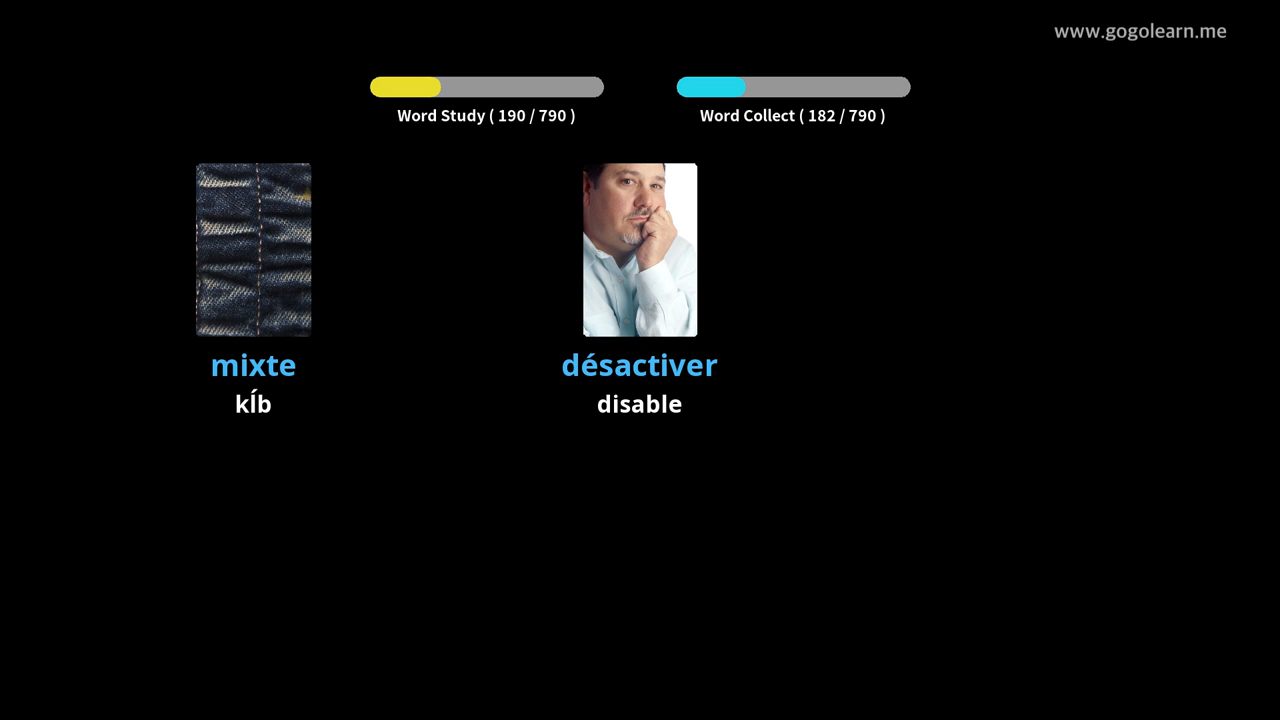 www.gogolearn.me
Word Study ( 190 / 790 )
Word Collect ( 182 / 790 )
mixte
kĺb
désactiver
disable